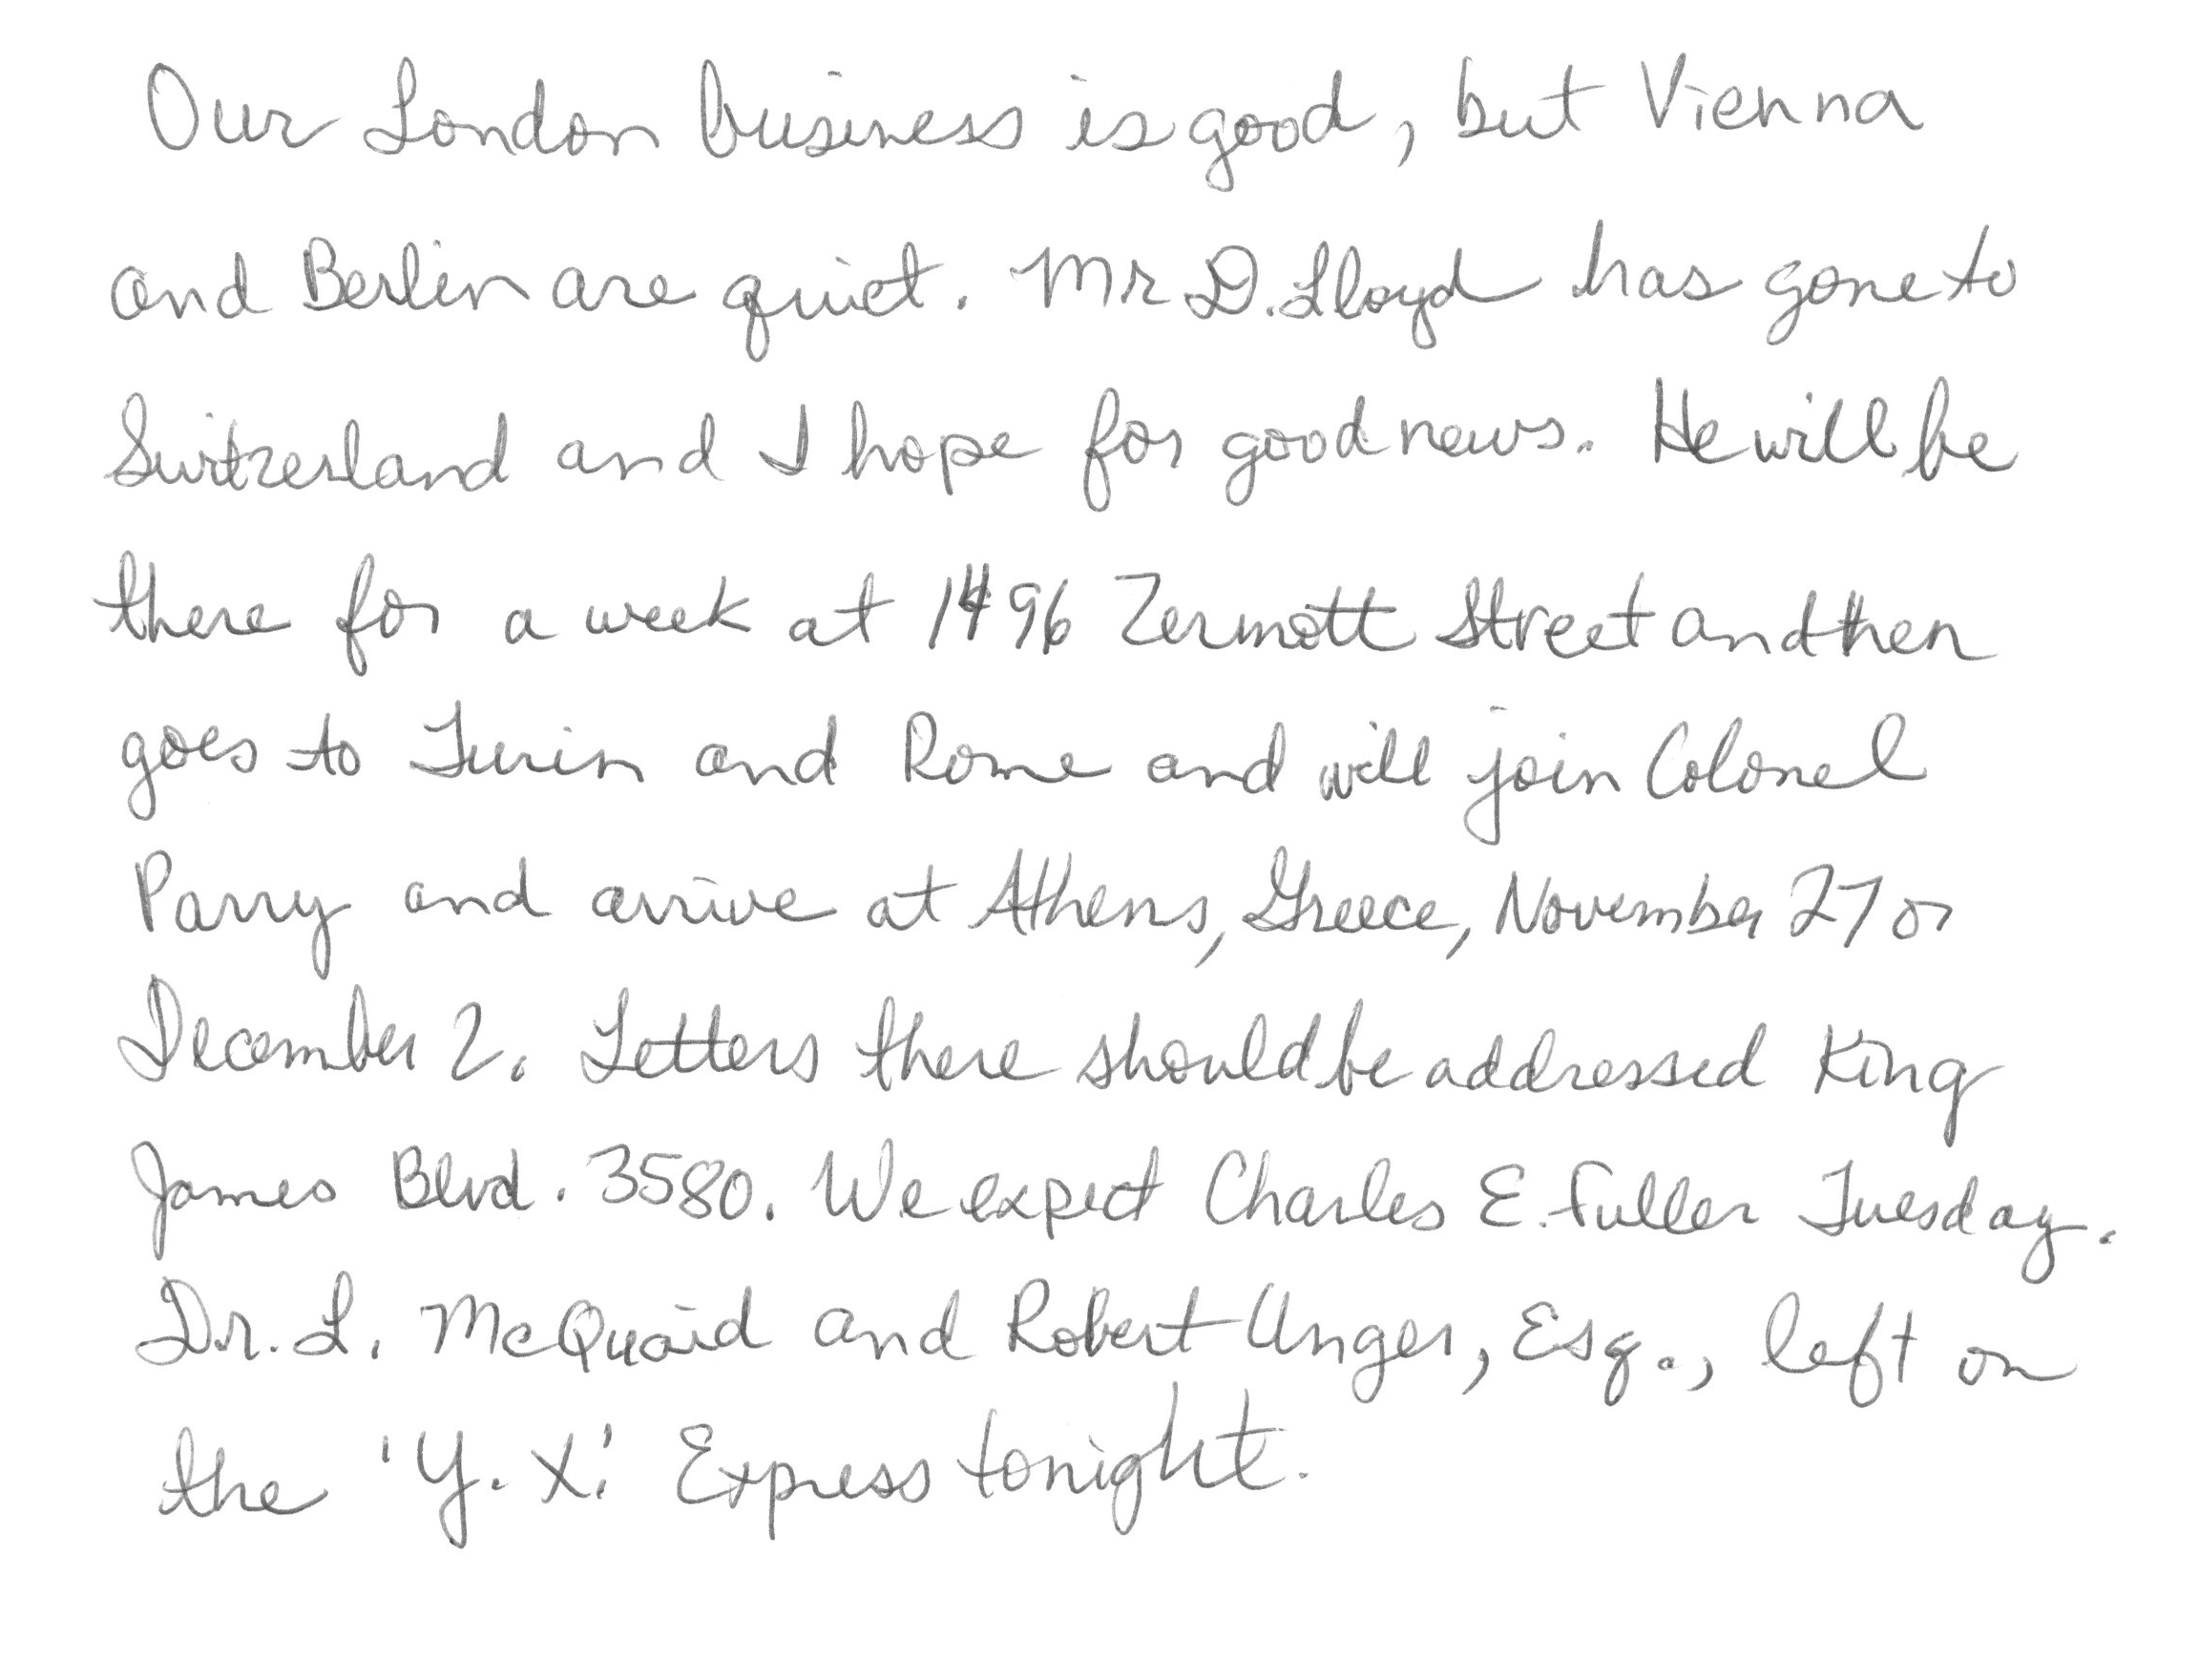 Our London business is good, but Vienna
and Berlin are quiet. Mr D. Lloyd has gone to
Switzerland and I hope for good news. He will be
there for a week at 1496 Zermott Street and then
goes to Turin and Rome and will join Colonel
Parry and arrive at Athens, Greece, November 27 or
December 2. Letters there should be addressed King
James Blvd. 3580. We expect Charles E. Fuller Tuesday.
Dr. L. McQuaid and Robert Unger, Esq., left on
the 'Y. X.' Express tonight.